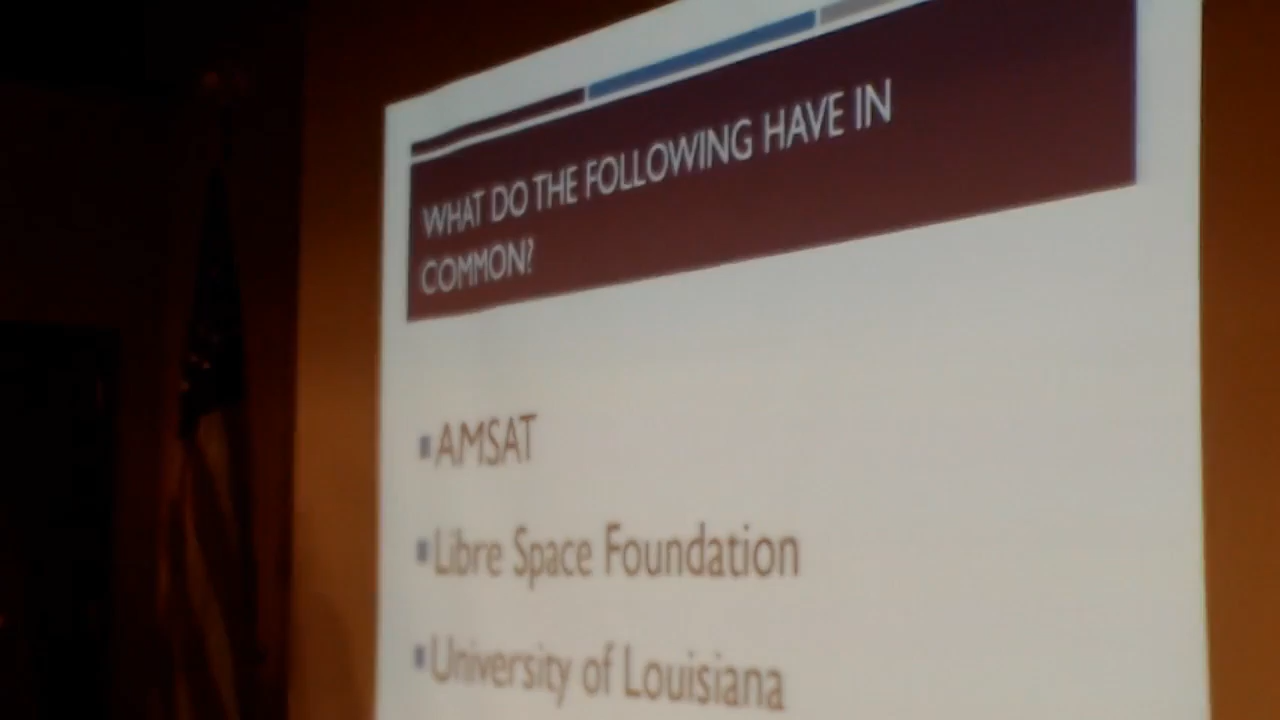 WHAT DO THE FOLLOWING HAVE IN
COMMON?
AMSAT
Libre Space Foundation
University of Louisiana